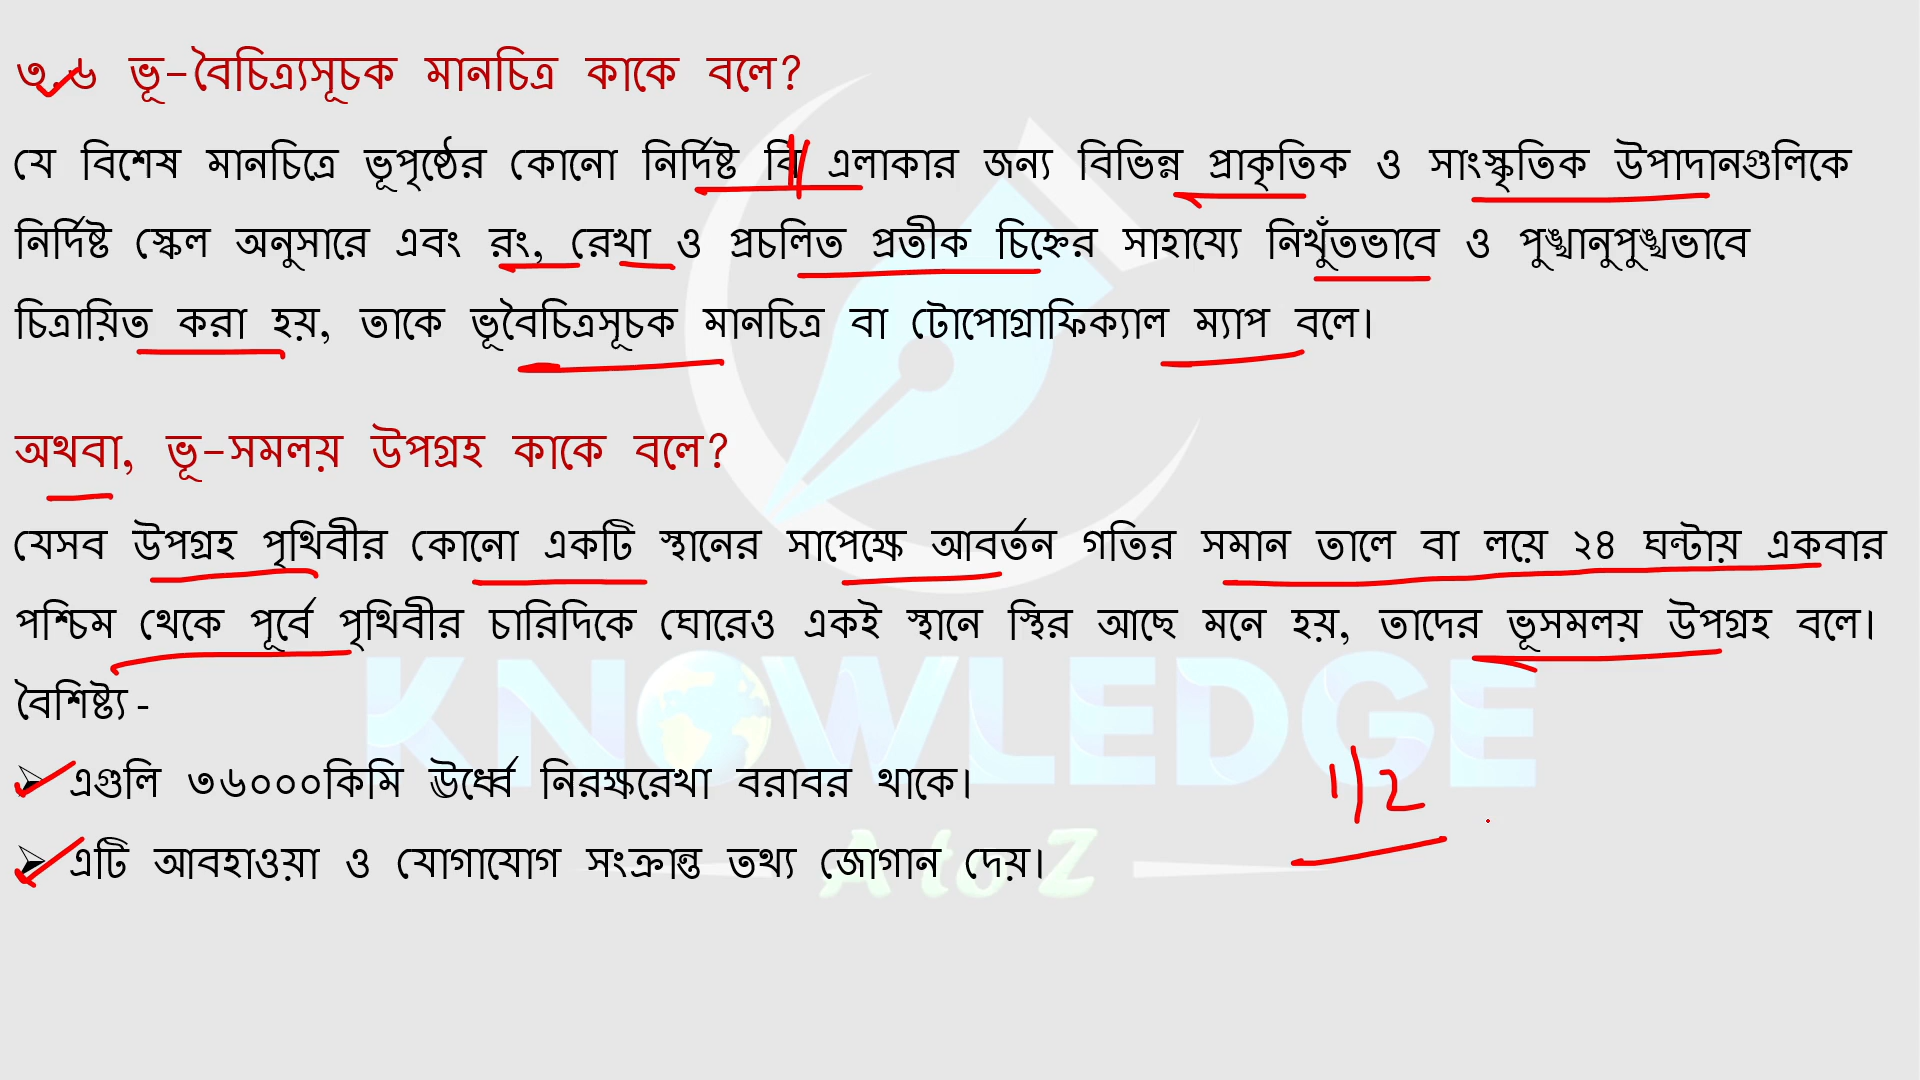 ৩.৬ ভূ-বৈচিত্র্যসূচক মানচিত্র কাকে বলে?
যে বিশেষ মানচিত্রে ভূপৃষ্ঠের কোনো নির্দিষ্ট বি এলাকার জন্য বিভিন্ন প্রাকৃতিক ও সাংস্কৃতিক উপাদানগুলিকে
নির্দিষ্ট স্কেল অনুসারে এবং রং, রেখা ও প্রচলিত প্রতীক চিহ্নের সাহায্যে নিখুঁতভাবে ও পুঙ্খানুপুঙ্খভাবে
চিত্রায়িত করা হয়, তাকে ভূবৈচিত্রসূচক মানচিত্র বা টোপোগ্রাফিক্যাল ম্যাপ বলে।
অথবা, ভূ-সমলয় উপগ্রহ কাকে বলে?
যেসব উপগ্রহ পৃথিবীর কোনো একটি স্থানের সাপেক্ষে আবর্তন গতির সমান তালে বা লয়ে ২৪ ঘন্টায় একবার
পশ্চিম থেকে পূর্বে পৃথিবীর চারিদিকে ঘোরেও একই স্থানে স্থির আছে মনে হয়, তাদের ভূসমলয় উপগ্রহ বলে।
বৈশিষ্ট্য -
KNOWLEDGE
এগুলি ৩৬০০০কিমি ঊর্ধ্বে নিরক্ষরেখা বরাবর থাকে।
1/2
এটি আবহাওয়া ও যোগাযোগ সংক্রান্ত তথ্য জোগান দেয়।
A to Z